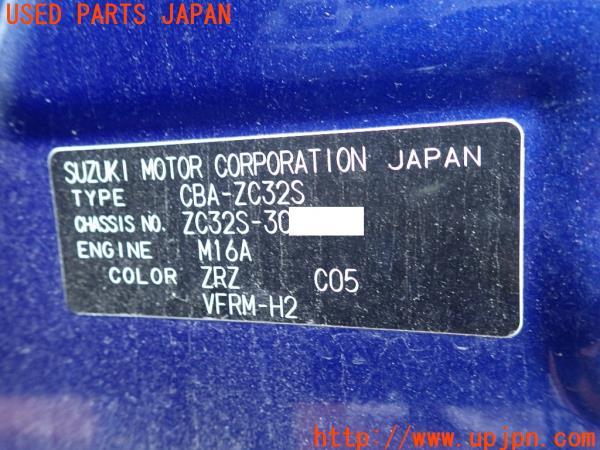 USED PARTS JAPAN
SUZUKI MOTOR CORPORATION JAPAN
TYPE CBA-ZC32S
CHASSIS NO. ZC32S-30
ENGINE M16A
COLOR ZRZ C05
VFRM-H2
http://www.upjpn.com/